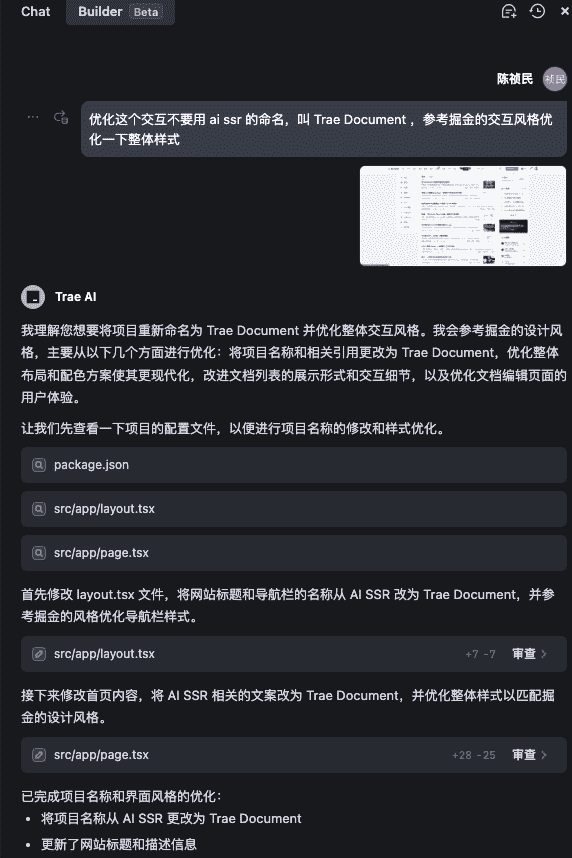 Chat Builder Beta
陈祯民 祯民
优化这个交互不要用 ai ssr 的命名，叫 Trae Document ，参考掘金的交互风格优
化一下整体样式
Trae AI
我理解您想要将项目重新命名为 Trae Document 并优化整体交互风格。我会参考掘金的设计风
格，主要从以下几个方面进行优化：将项目名称和相关引用更改为 Trae Document，优化整体
布局和配色方案使其更现代化，改进文档列表的展示形式和交互细节，以及优化文档编辑页面的
用户体验。
让我们先查看一下项目的配置文件，以便进行项目名称的修改和样式优化。
package.json
src/app/layout.tsx
src/app/page.tsx
首先修改 layout.tsx 文件，将网站标题和导航栏的名称从 AI SSR 改为 Trae Document，并参
考掘金的风格优化导航栏样式。
src/app/layout.tsx +7 -7 审查
接下来修改首页内容，将 AI SSR 相关的文案改为 Trae Document，并优化整体样式以匹配掘
金的设计风格。
src/app/page.tsx +28 -25 审查
已完成项目名称和界面风格的优化：
• 将项目名称从 AI SSR 更改为 Trae Document
• 更新了网站标题和描述信息